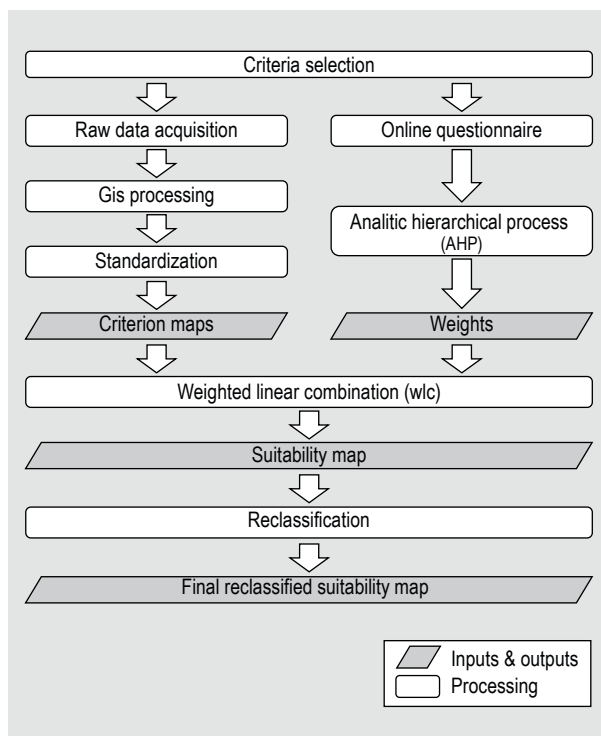 Criteria selection
Raw data acquisition
Online questionnaire
Gis processing
Analitic hierarchical process
(AHP)
Standardization
Criterion maps
Weights
Weighted linear combination (wlc)
Suitability map
Reclassification
Final reclassified suitability map
Inputs & outputs
Processing